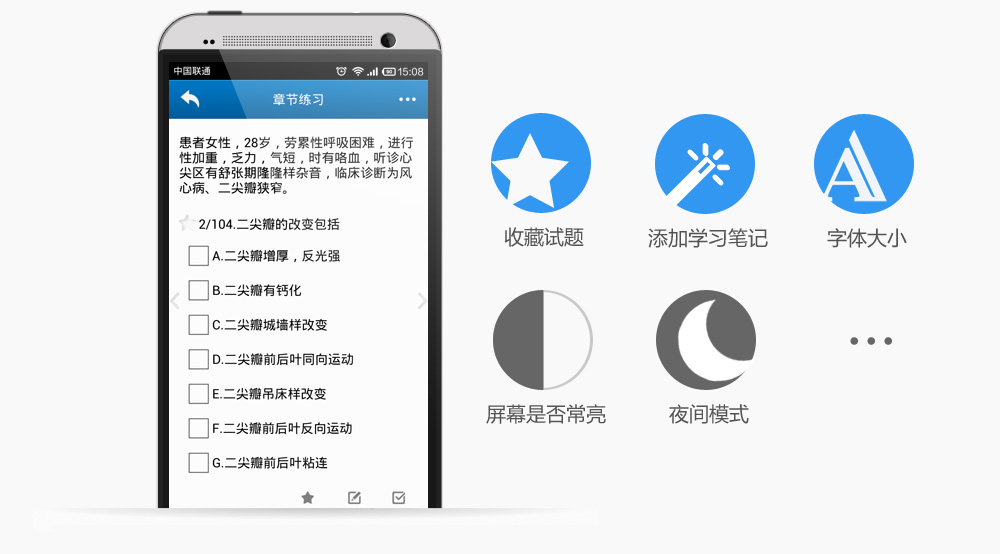 中国联通
15:08
章节练习
患者女性，28岁，劳累性呼吸困难，进行
性加重，乏力，气短，时有咯血，听诊心
尖区有舒张期隆隆样杂音，临床诊断为风
心病、二尖瓣狭窄。
2/104.二尖瓣的改变包括
A.二尖瓣增厚，反光强
B.二尖瓣有钙化
C.二尖瓣城墙样改变
D.二尖瓣前后叶同向运动
E.二尖瓣吊床样改变
F.二尖瓣前后叶反向运动
G.二尖瓣前后叶粘连
收藏试题
添加学习笔记
字体大小
屏幕是否常亮
夜间模式